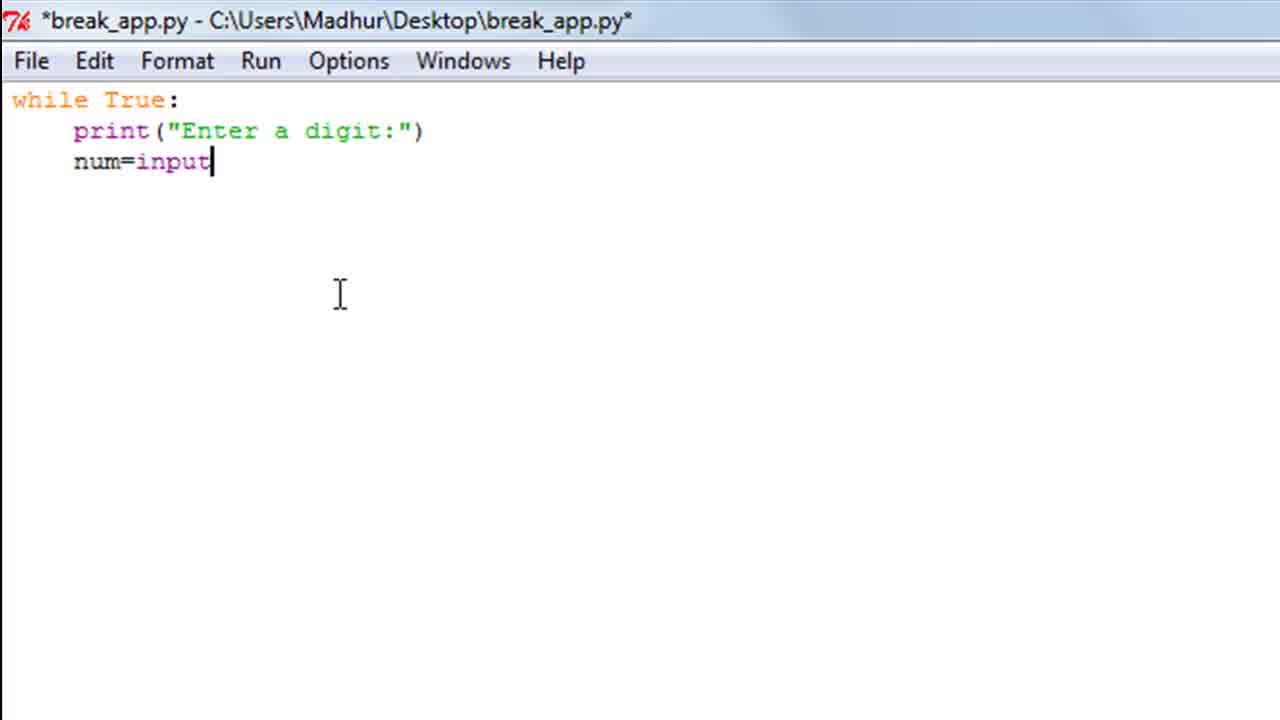 *break_app.py - C:\Users\Madhur\Desktop\break_app.py*
File Edit Format Run Options Windows Help
while True:
    print("Enter a digit:")
    num=input